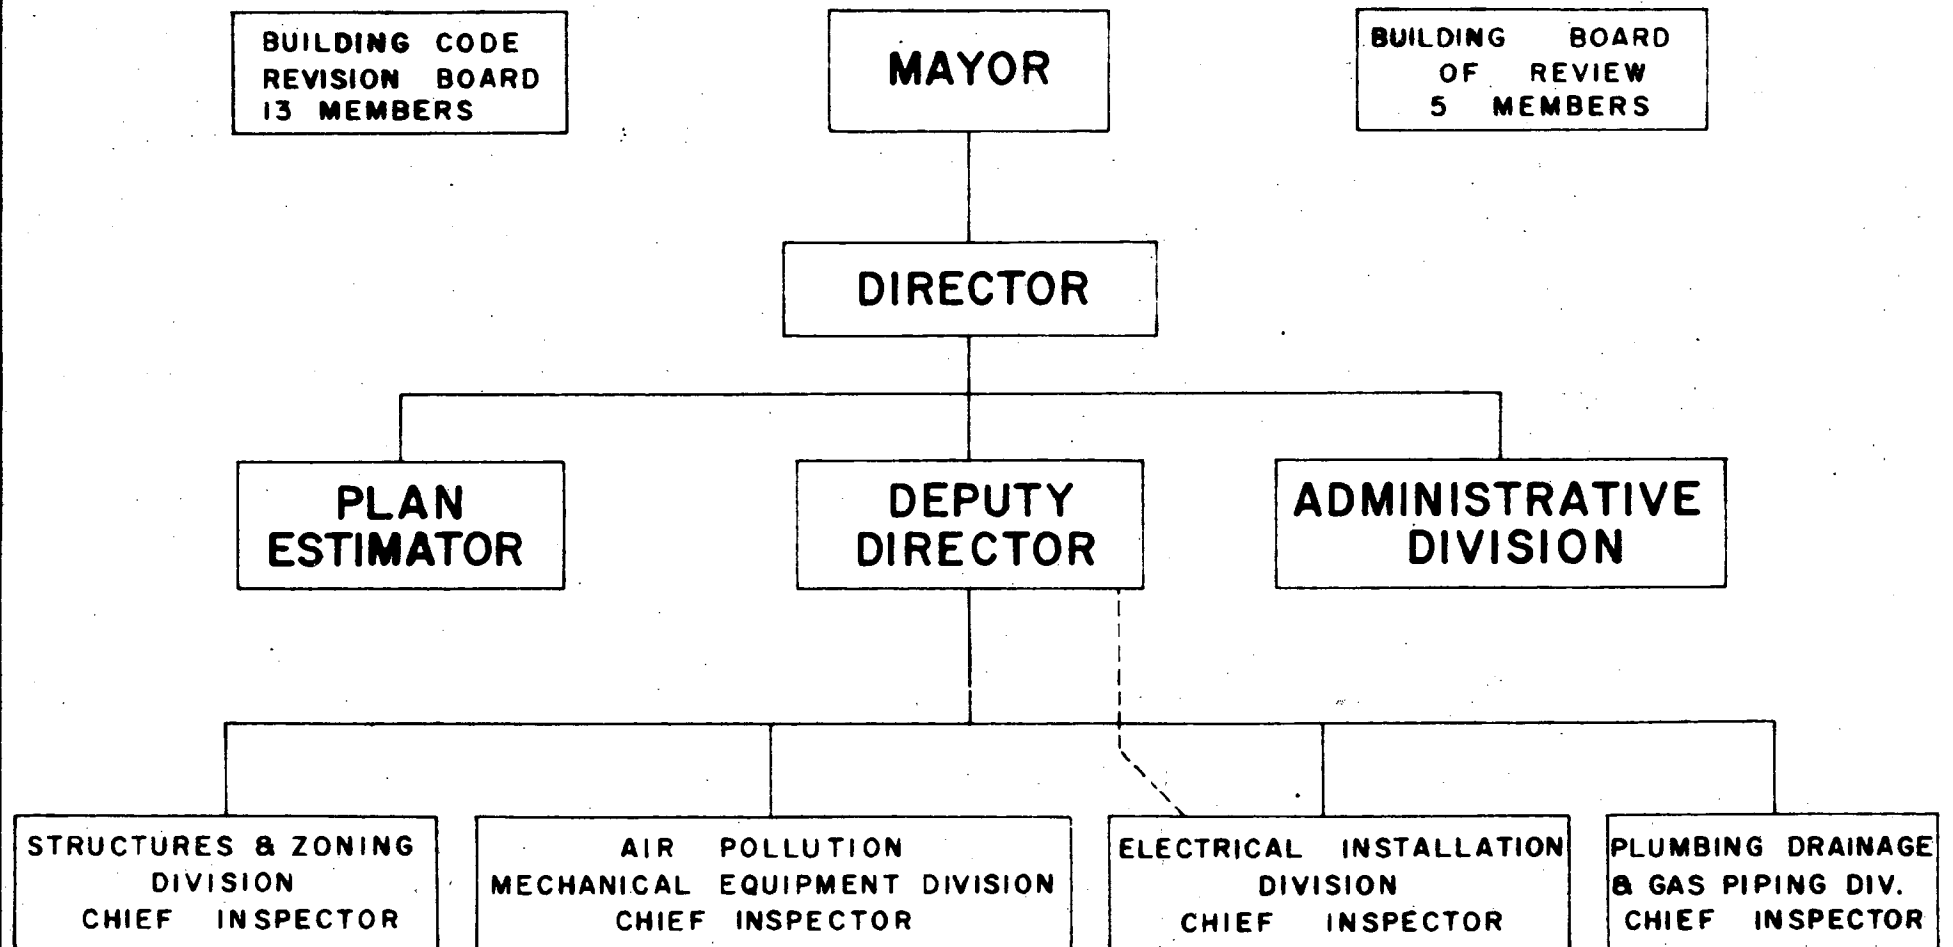 BUILDING CODE
REVISION BOARD
13 MEMBERS
MAYOR
BUILDING BOARD
OF REVIEW
5 MEMBERS
DIRECTOR
PLAN
ESTIMATOR
DEPUTY
DIRECTOR
ADMINISTRATIVE
DIVISION
STRUCTURES & ZONING
DIVISION
CHIEF INSPECTOR
AIR POLLUTION
MECHANICAL EQUIPMENT DIVISION
CHIEF INSPECTOR
ELECTRICAL INSTALLATION
DIVISION
CHIEF INSPECTOR
PLUMBING DRAINAGE
& GAS PIPING DIV.
CHIEF INSPECTOR